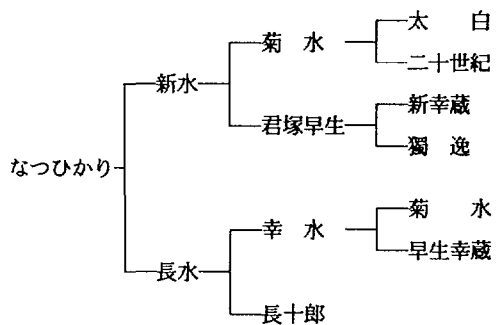 太　白
菊　水
二十世紀
新水
新幸蔵
君塚早生
獨　逸
なつひかり
菊　水
幸　水
早生幸蔵
長水
長十郎